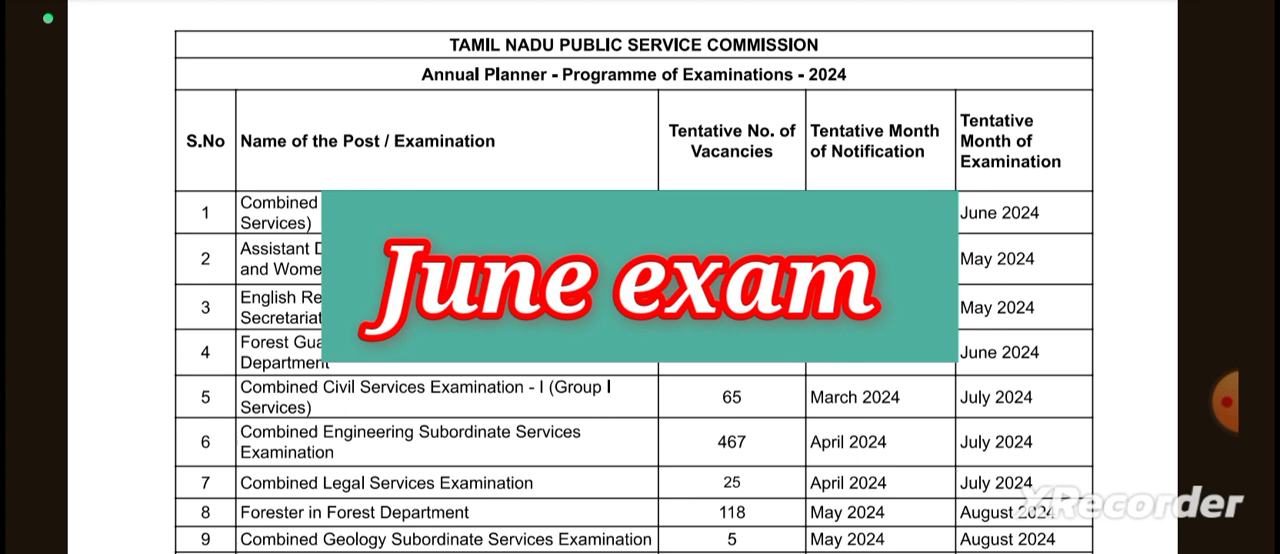 TAMIL NADU PUBLIC SERVICE COMMISSION
Annual Planner - Programme of Examinations - 2024
S.No Name of the Post / Examination Tentative No. of Vacancies Tentative Month of Notification Tentative Month of Examination
1 Combined
Services) June 2024
2 Assistant
and May 2024
3 English
May 2024
4 Forest
Department June 2024
June exam
5 Combined Civil Services Examination - I (Group I
Services) 65 March 2024 July 2024
6 Combined Engineering Subordinate Services
Examination 467 April 2024 July 2024
7 Combined Legal Services Examination 25 April 2024 July 2024
8 Forester in Forest Department 118 May 2024 August 2024
9 Combined Geology Subordinate Services Examination 5 May 2024 August 2024
XRecorder